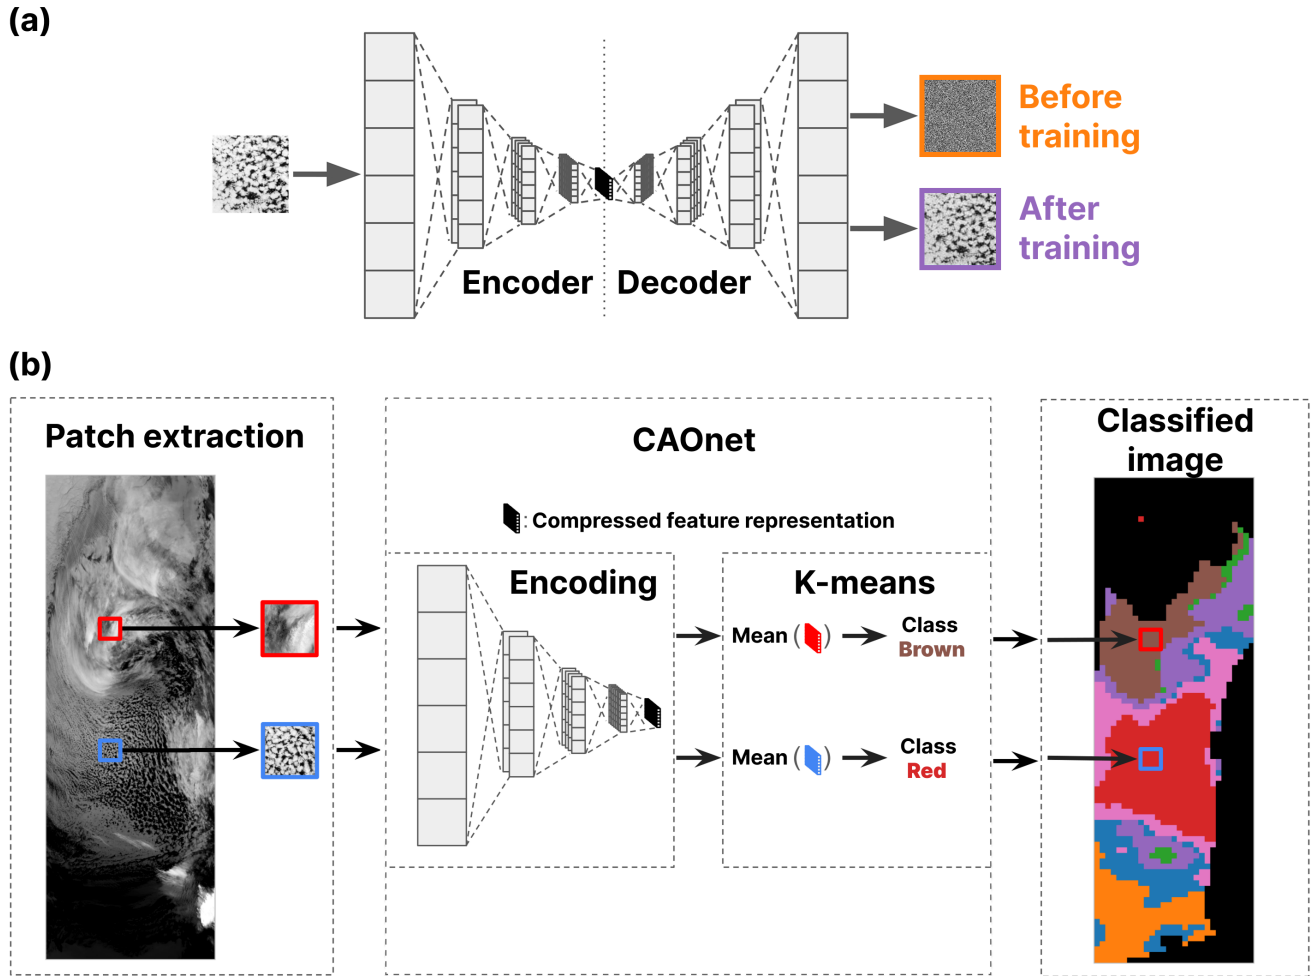 (a)
Before
training
After
training
Encoder
Decoder
(b)
Patch extraction
CAOnet
Classified
image
: Compressed feature representation
Encoding
K-means
Mean ( )
Class
Brown
Mean ( )
Class
Red